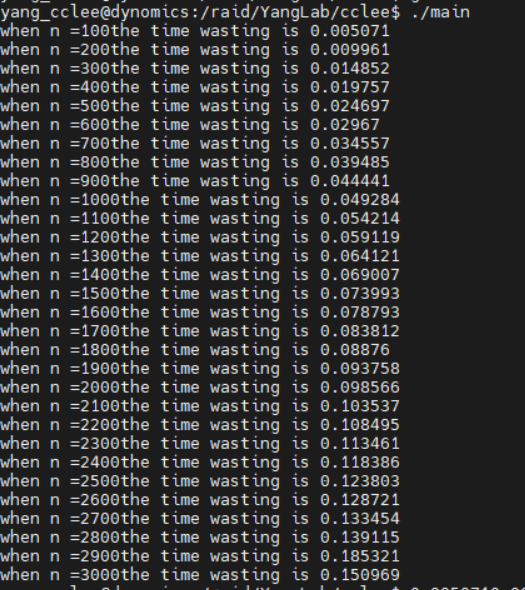 yang_cclee@dynamics:/raid/YangLab/cclee$ ./main
when n =100the time wasting is 0.005071
when n =200the time wasting is 0.009961
when n =300the time wasting is 0.014852
when n =400the time wasting is 0.019757
when n =500the time wasting is 0.024697
when n =600the time wasting is 0.02967
when n =700the time wasting is 0.034557
when n =800the time wasting is 0.039485
when n =900the time wasting is 0.044441
when n =1000the time wasting is 0.049284
when n =1100the time wasting is 0.054214
when n =1200the time wasting is 0.059119
when n =1300the time wasting is 0.064121
when n =1400the time wasting is 0.069007
when n =1500the time wasting is 0.073993
when n =1600the time wasting is 0.078793
when n =1700the time wasting is 0.083812
when n =1800the time wasting is 0.08876
when n =1900the time wasting is 0.093758
when n =2000the time wasting is 0.098566
when n =2100the time wasting is 0.103537
when n =2200the time wasting is 0.108495
when n =2300the time wasting is 0.113461
when n =2400the time wasting is 0.118386
when n =2500the time wasting is 0.123803
when n =2600the time wasting is 0.128721
when n =2700the time wasting is 0.133454
when n =2800the time wasting is 0.139115
when n =2900the time wasting is 0.185321
when n =3000the time wasting is 0.150969